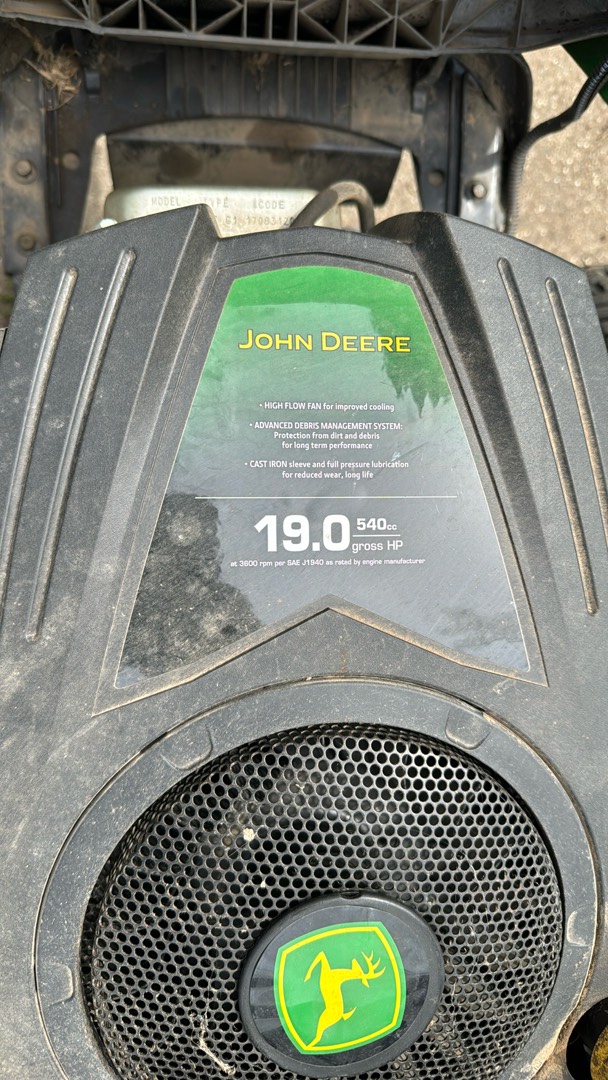 MODEL TYPE CODE
JOHN DEERE
• HIGH FLOW FAN for improved cooling
• ADVANCED DEBRIS MANAGEMENT SYSTEM:
Protection from dirt and debris
for long term performance
• CAST IRON sleeve and full pressure lubrication
for reduced wear, long life
19.0 540cc
gross HP
at 3600 rpm per SAE J1940 as rated by engine manufacturer